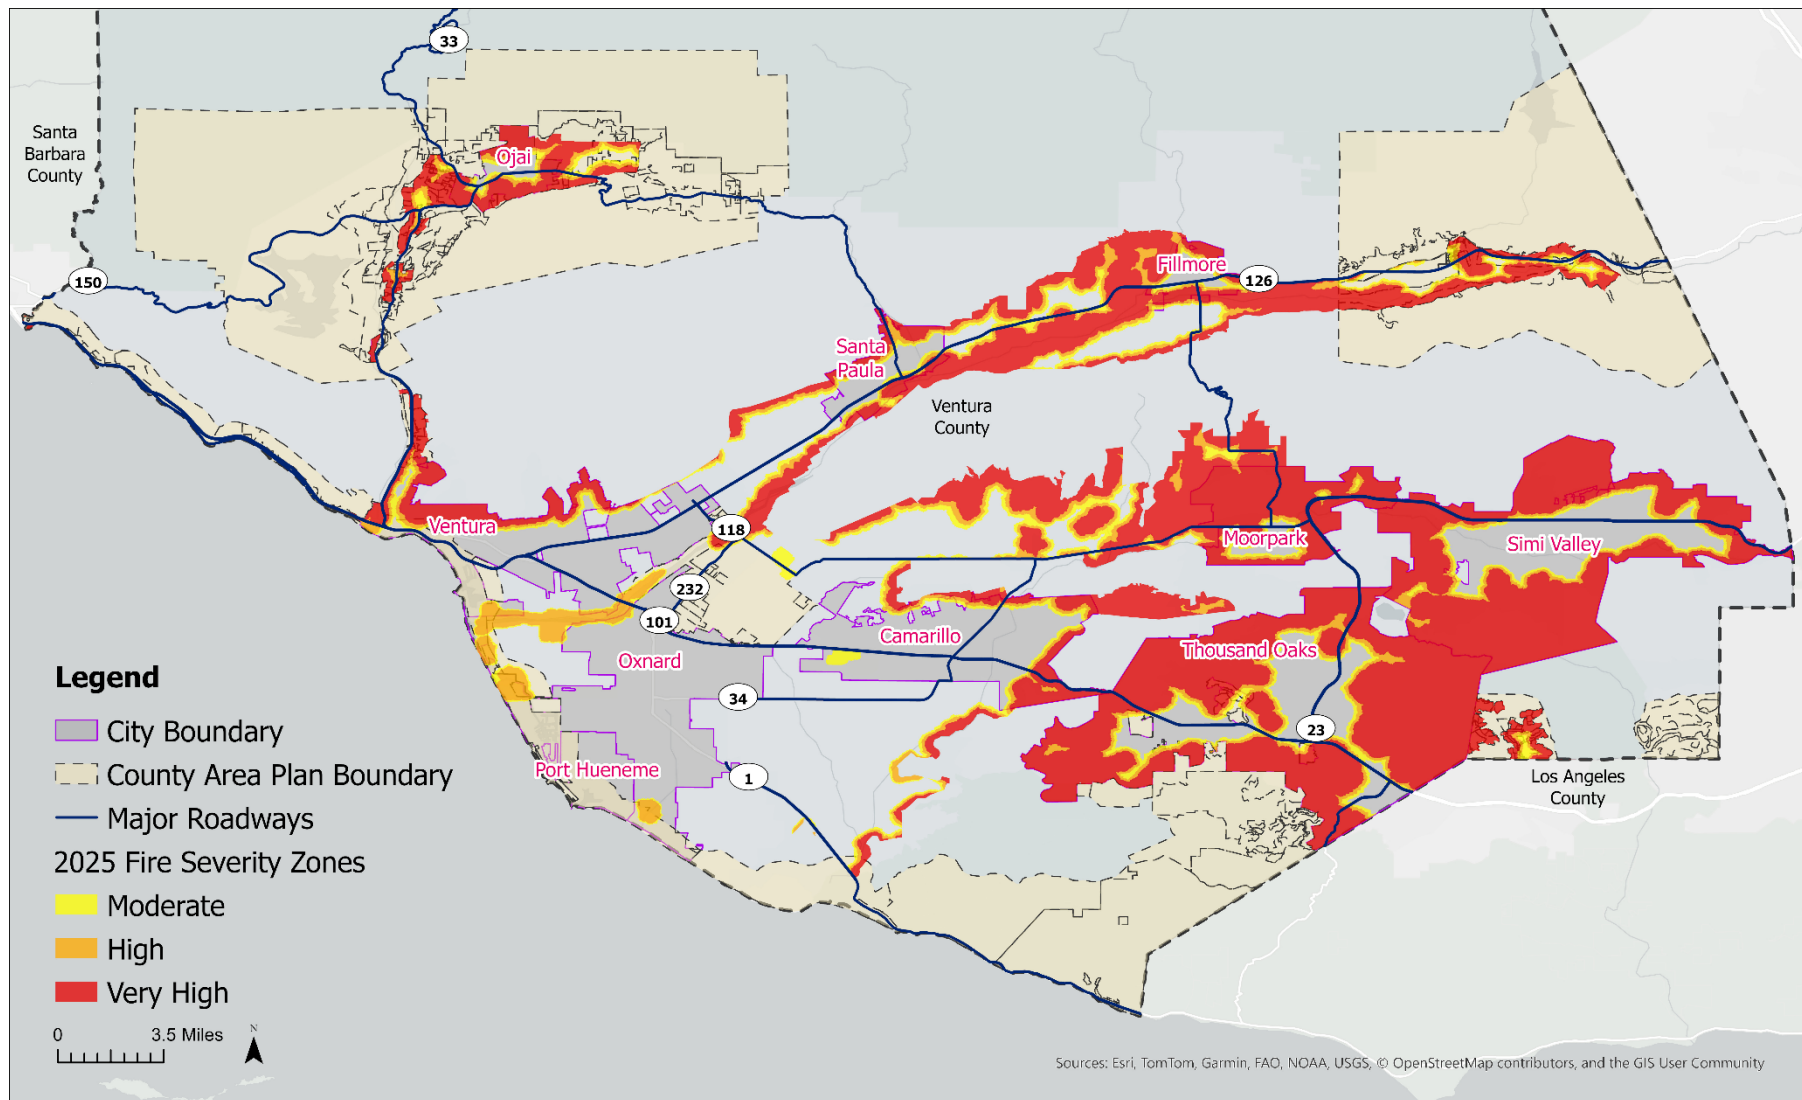 33
Santa
Barbara
County
Ojai
150
Fillmore
126
Santa
Paula
Ventura
County
Ventura
118
Moorpark
Simi Valley
232
101
Camarillo
Oxnard
Thousand Oaks
34
23
Port Hueneme
1
Los Angeles
County
Legend
City Boundary
County Area Plan Boundary
Major Roadways
2025 Fire Severity Zones
Moderate
High
Very High
0 3.5 Miles
N
Sources: Esri, TomTom, Garmin, FAO, NOAA, USGS, © OpenStreetMap contributors, and the GIS User Community